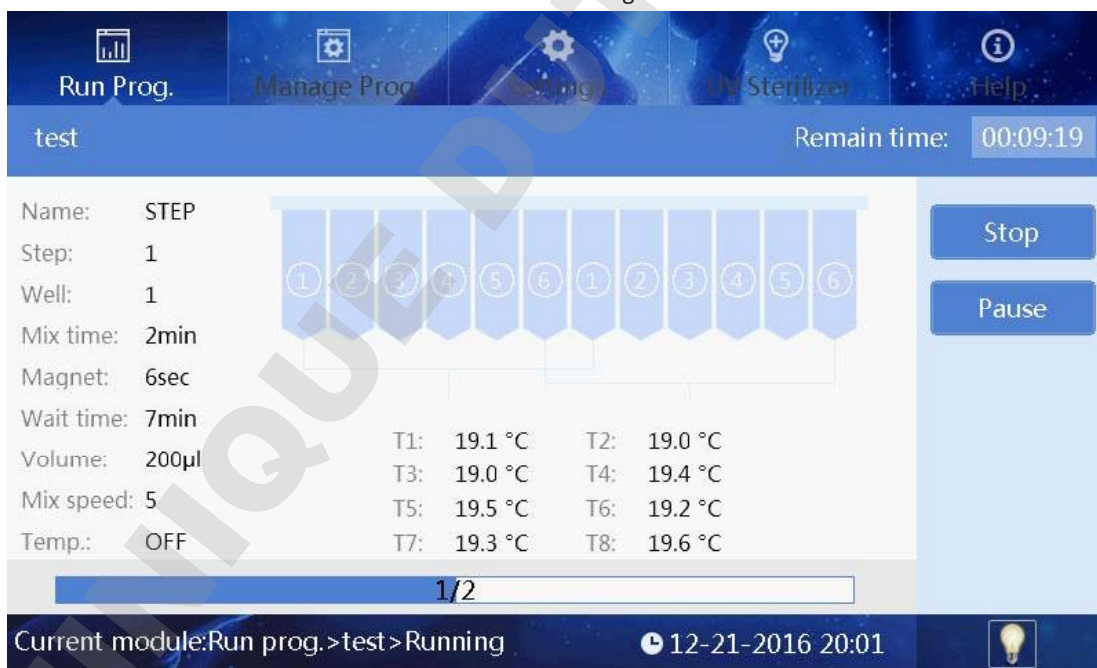 Run Prog.
Manage Prog.
Settings
UV Sterilizer
Help
test
Remain time: 00:09:19
Name: STEP
Step: 1
Well: 1
Mix time: 2min
Magnet: 6sec
Wait time: 7min
Volume: 200µl
Mix speed: 5
Temp.: OFF
1 2 3 4 5 6 1 2 3 4 5 6
T1: 19.1 °C T2: 19.0 °C
T3: 19.0 °C T4: 19.4 °C
T5: 19.5 °C T6: 19.2 °C
T7: 19.3 °C T8: 19.6 °C
Stop
Pause
1/2
Current module:Run prog.>test>Running
12-21-2016 20:01